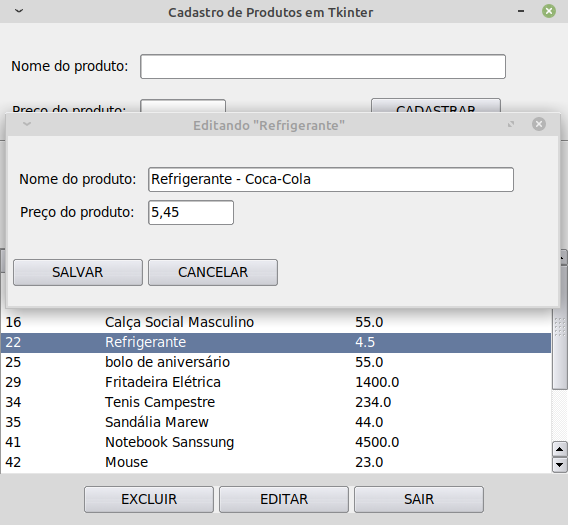 Cadastro de Produtos em Tkinter
Nome do produto:
Preço do produto: CADASTRAR
Editando "Refrigerante"
Nome do produto: Refrigerante - Coca-Cola
Preço do produto: 5,45
SALVAR CANCELAR
16 Calça Social Masculino 55.0
22 Refrigerante 4.5
25 bolo de aniversário 55.0
29 Fritadeira Elétrica 1400.0
34 Tenis Campestre 234.0
35 Sandália Marew 44.0
41 Notebook Sanssung 4500.0
42 Mouse 23.0
EXCLUIR EDITAR SAIR